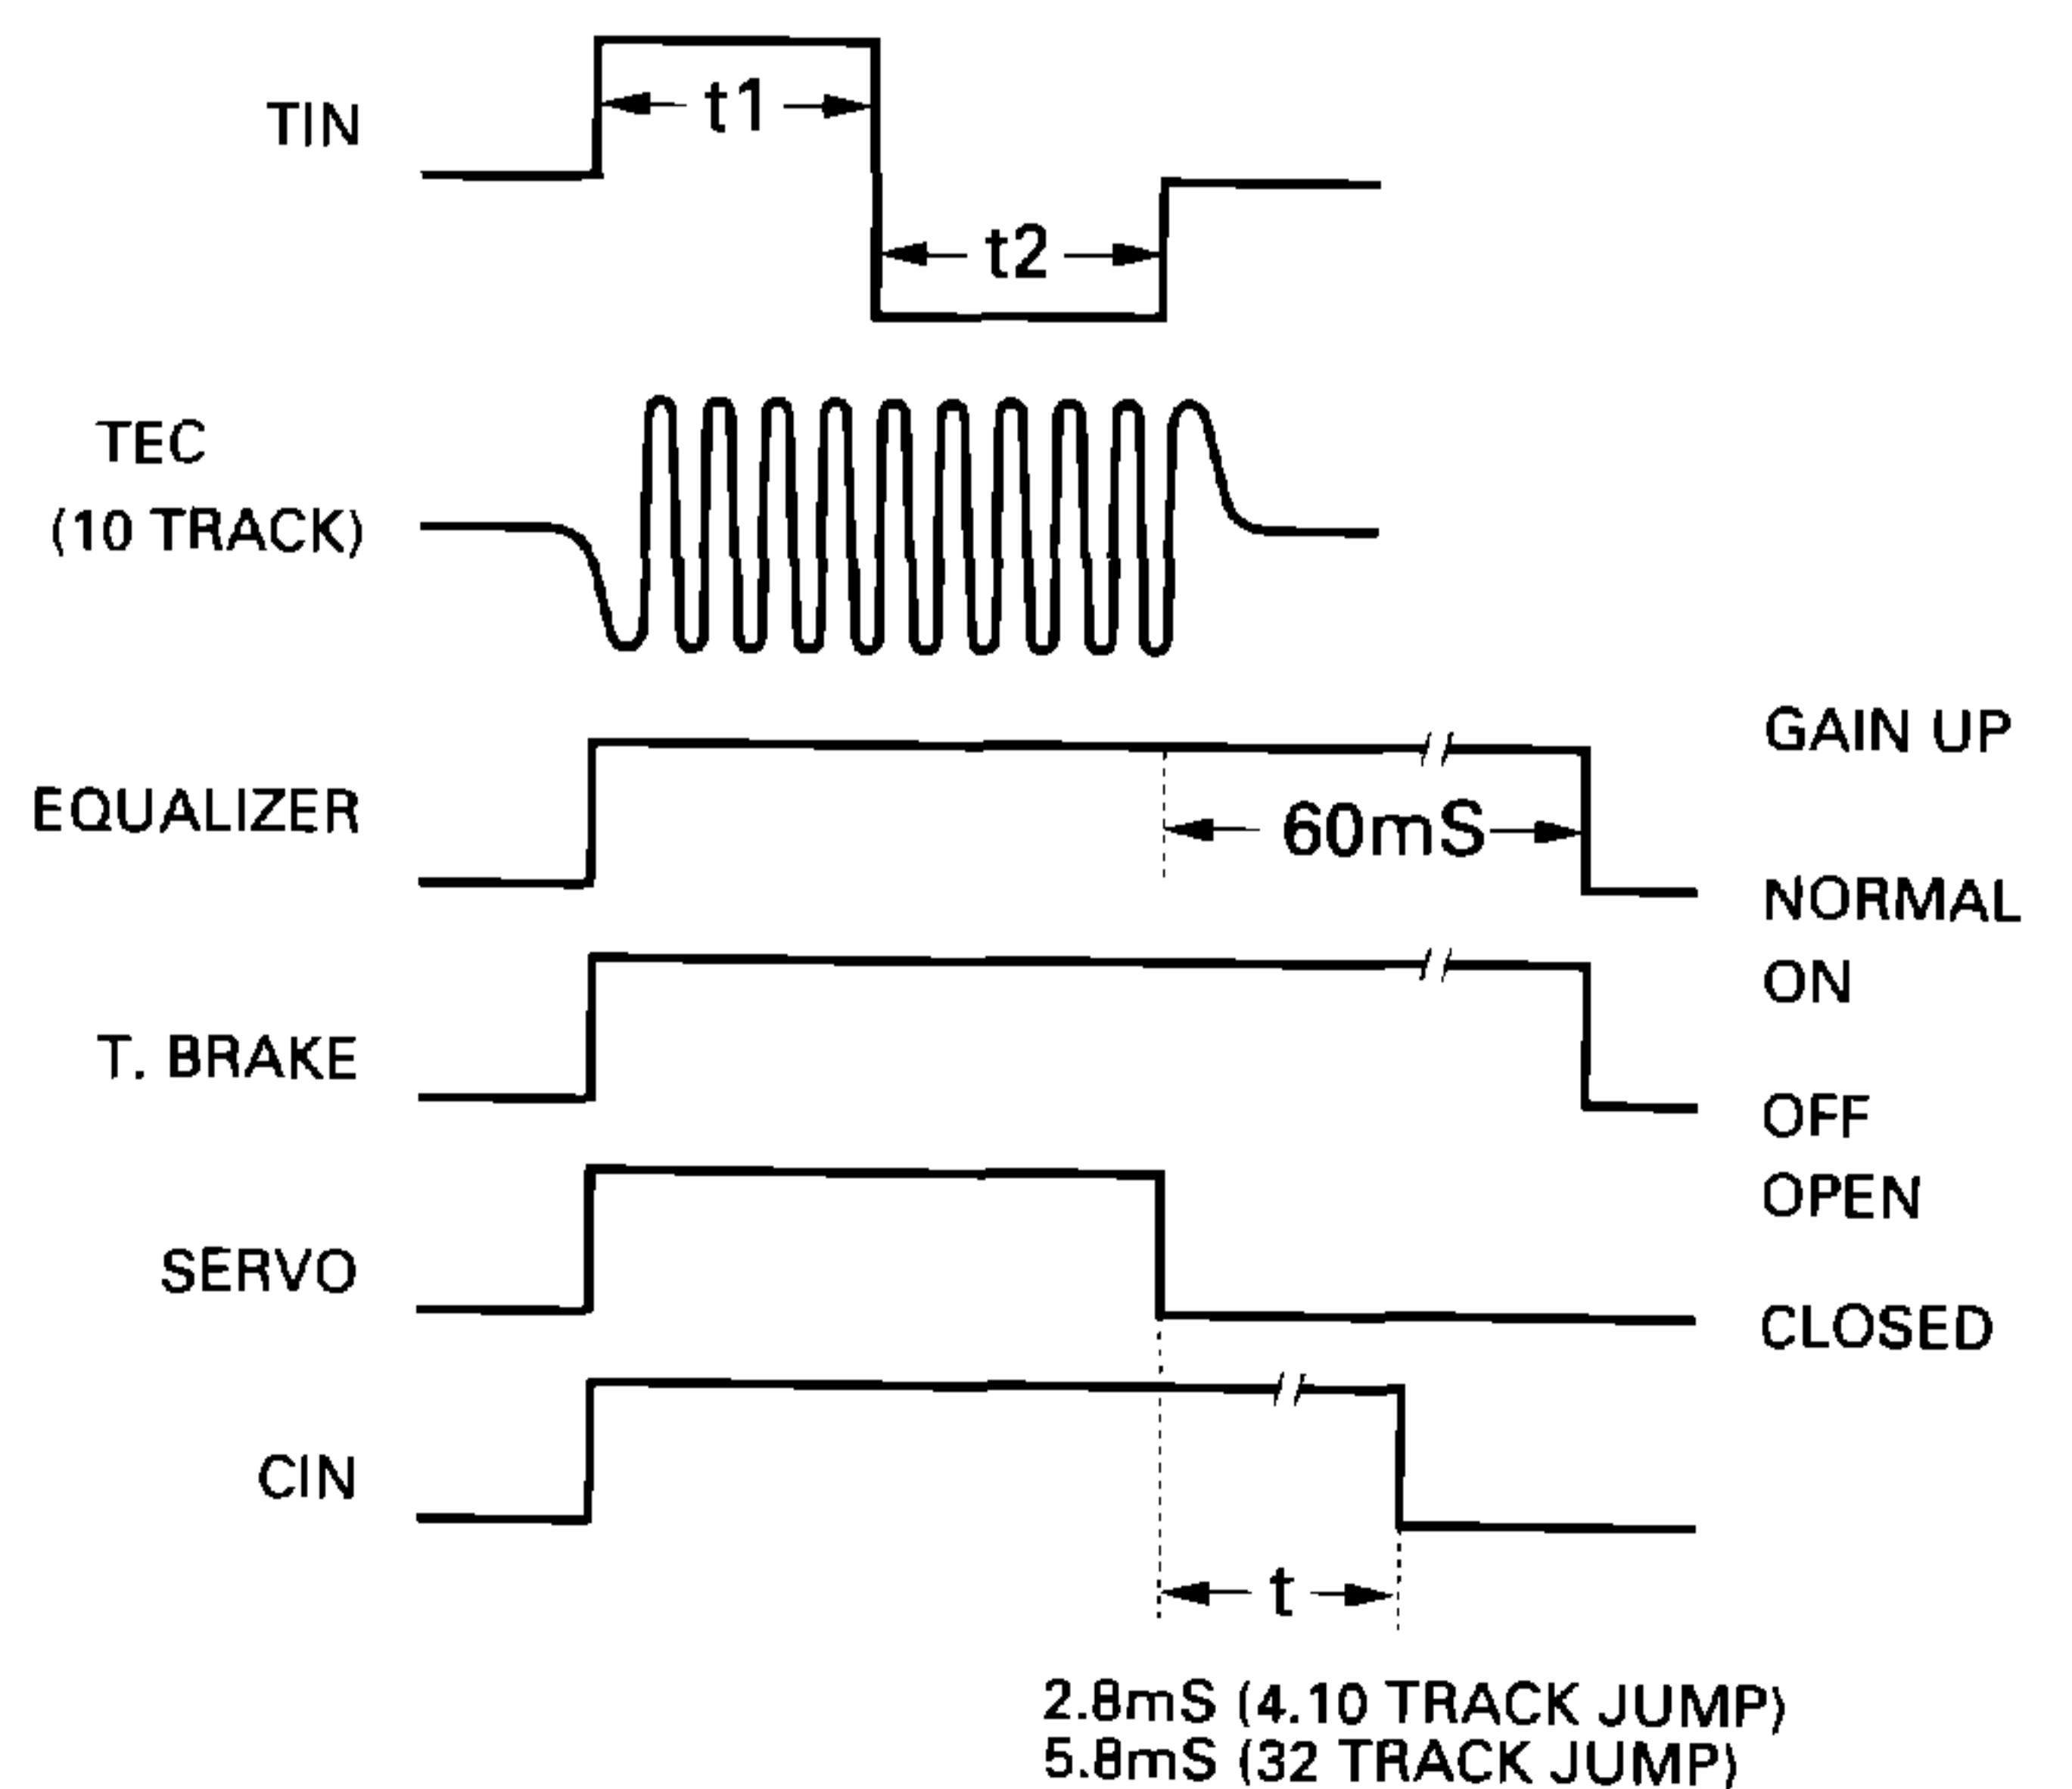 TIN
t1
t2
TEC
(10 TRACK)
GAIN UP
EQUALIZER
60mS
NORMAL
ON
T. BRAKE
OFF
OPEN
SERVO
CLOSED
CIN
t
2.8mS (4.10 TRACK JUMP)
5.8mS (32 TRACK JUMP)